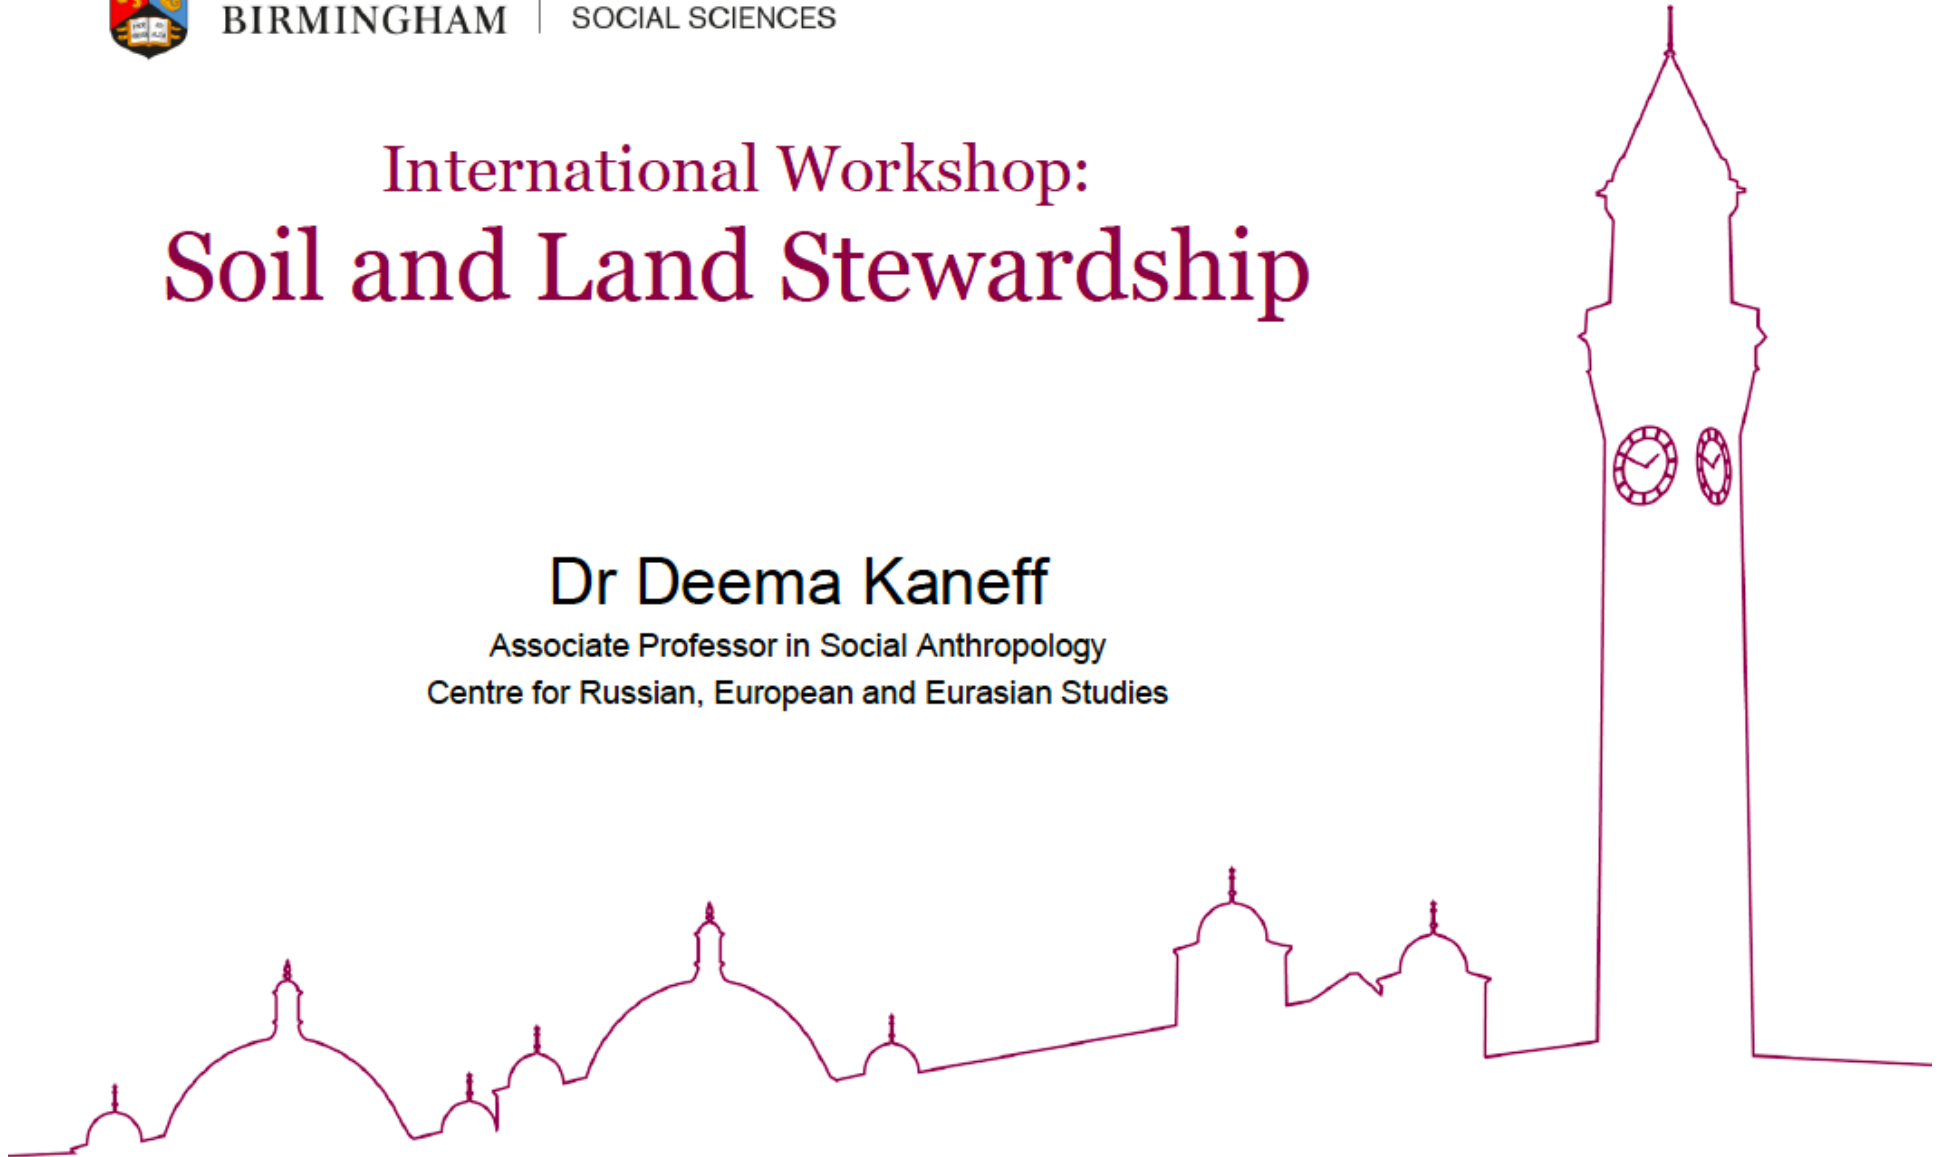 BIRMINGHAM | SOCIAL SCIENCES
International Workshop:
Soil and Land Stewardship
Dr Deema Kaneff
Associate Professor in Social Anthropology
Centre for Russian, European and Eurasian Studies